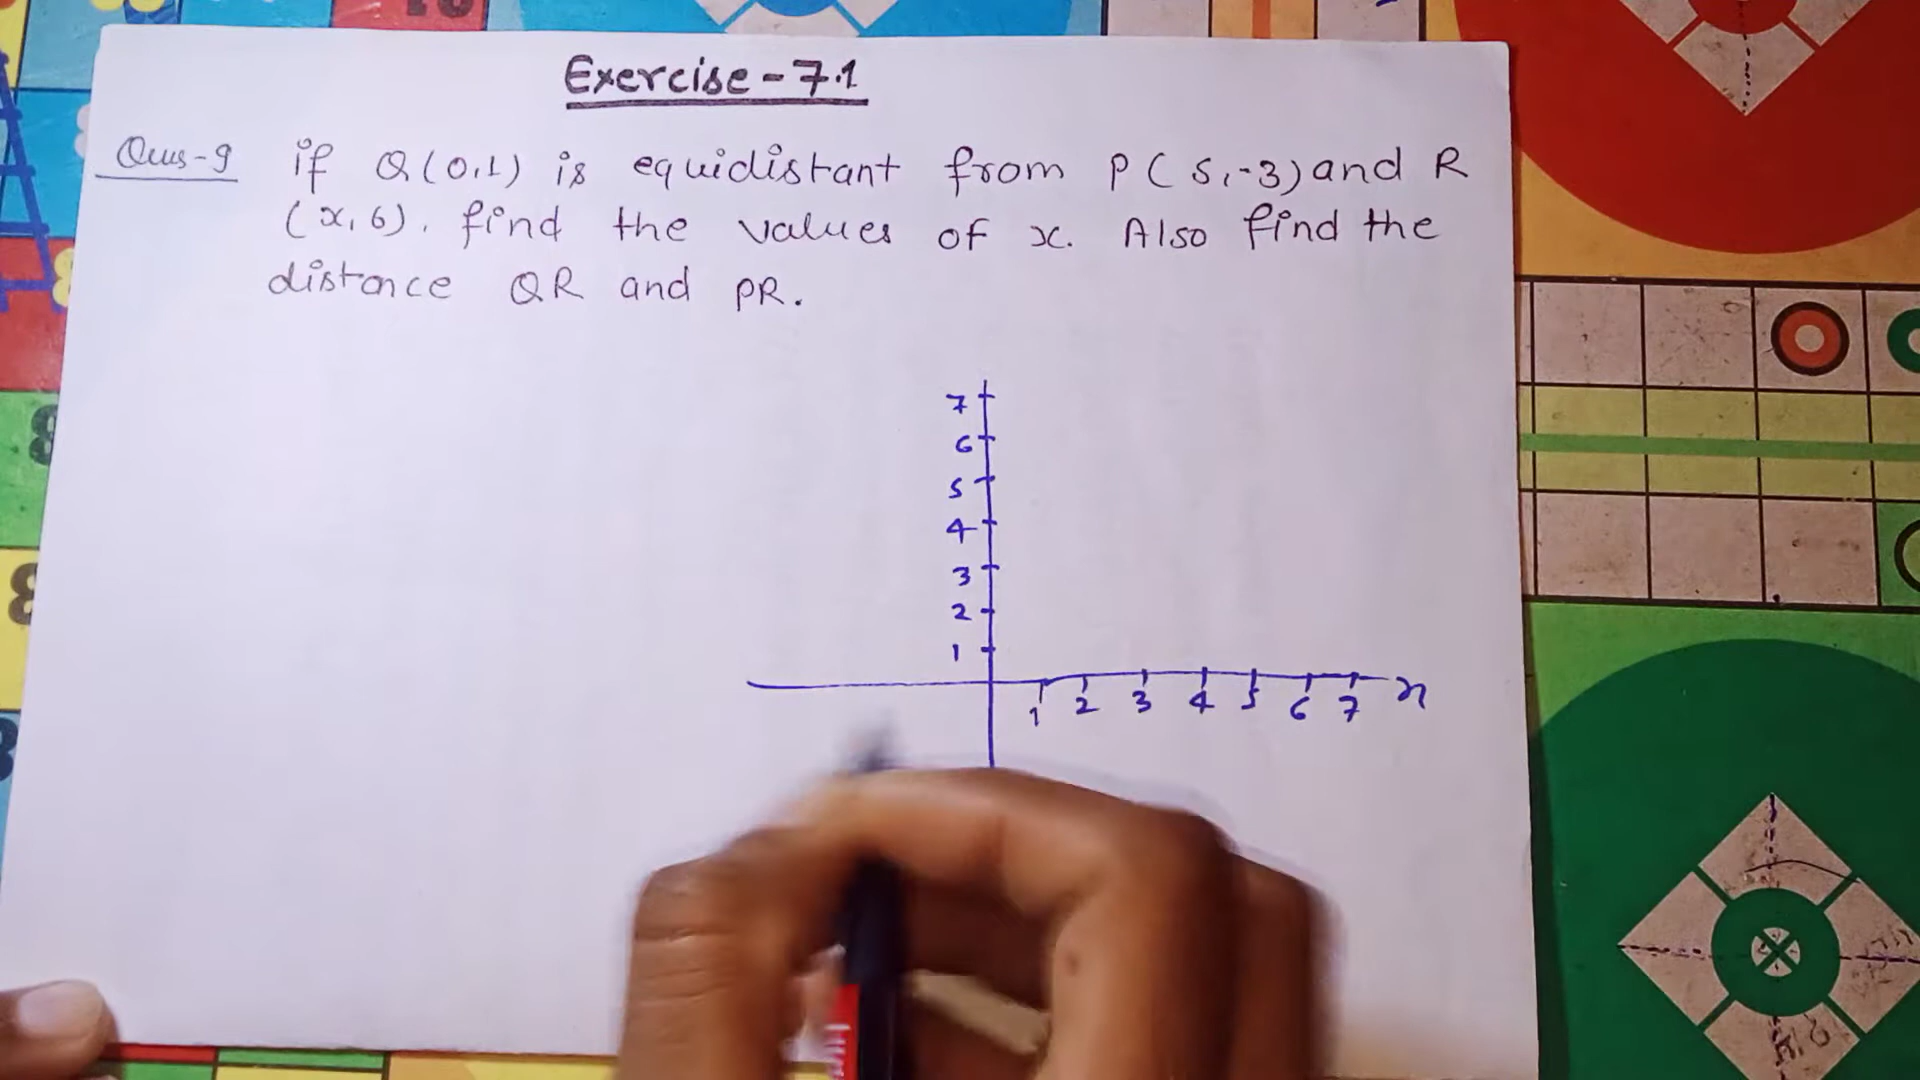 Exercise - 7.1
Qus-9 if Q(0,1) is equidistant from P(5,-3) and R
(x,6). find the values of x. Also find the
distance QR and PR.
7
6
5
4
3
2
1
1 2 3 4 5 6 7 x